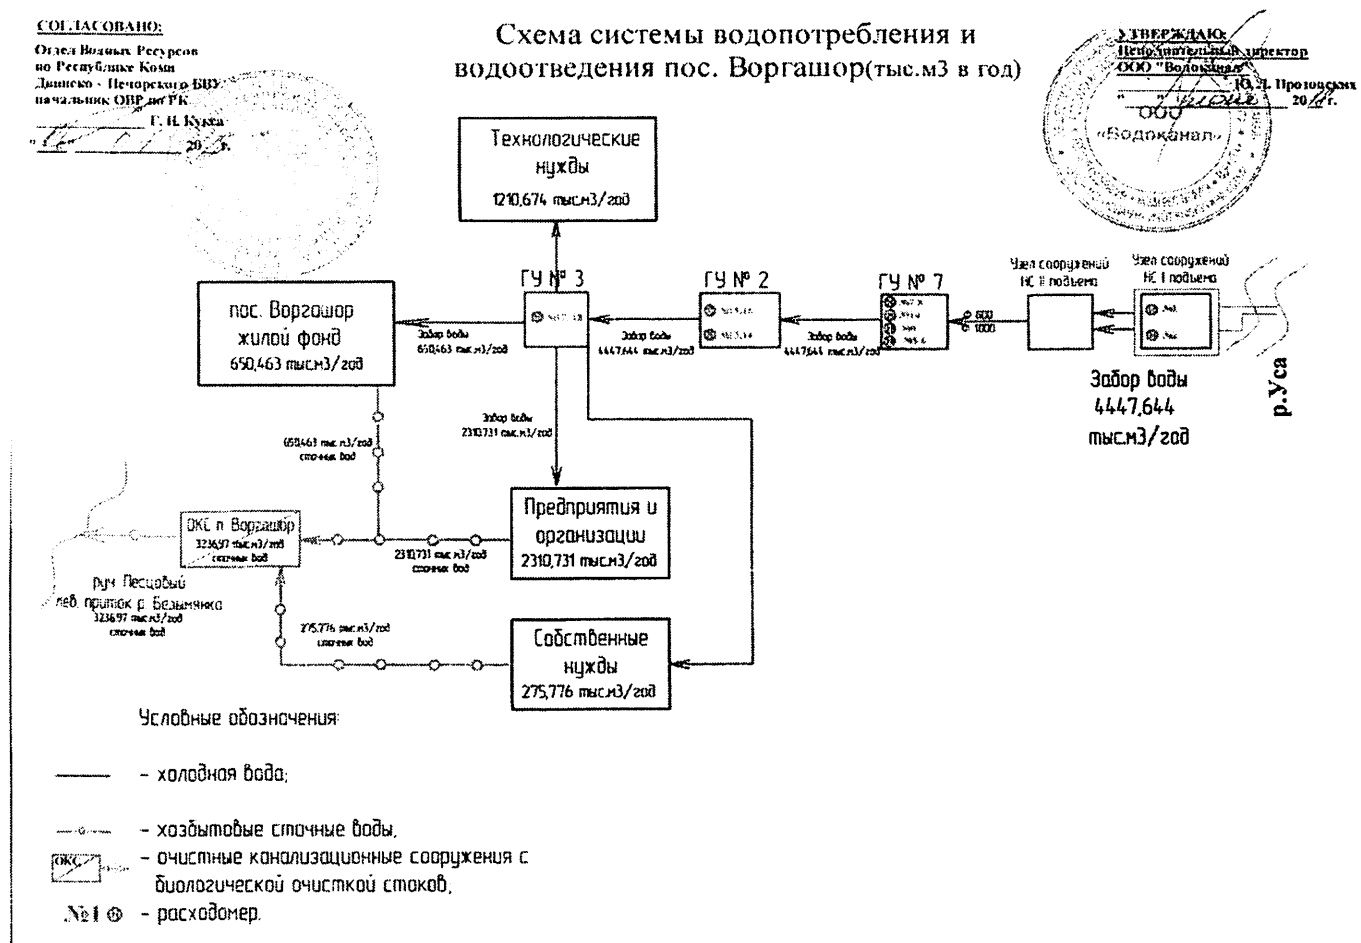 СОГЛАСОВАНО:
Отдел Водных Ресурсов
по Республике Коми
Двинско - Печорского БВУ
начальник ОВР по РК
Г. Н. Кукса
20 г.
Схема системы водопотребления и
водоотведения пос. Воргашор(тыс.м3 в год)
УТВЕРЖДАЮ:
Исполнительный директор
ООО "Водоканал"
Ю. Л. Прозовских
20 г.
ООО
«Водоканал»
Технологические
нужды
1210,674 тыс.м3/год
ГУ № 3
ГУ № 2
ГУ № 7
Узел сооружений
НС II подъема
Узел сооружений
НС I подъема
пос. Воргашор
жилой фонд
650,463 тыс.м3/год
Забор воды
650,463 тыс.м3/год
Забор воды
4447,644 тыс.м3/год
Забор воды
4447,644 тыс.м3/год
600
1000
р.Уса
Забор воды
4447,644
тыс.м3/год
Забор воды
2310,731 тыс.м3/год
650,463 тыс.м3/год
сточных вод
ОКС п Воргашор
3236,97 тыс.м3/год
сточных вод
2310,731 тыс.м3/год
сточных вод
Предприятия и
организации
2310,731 тыс.м3/год
руч Песцовый
лев. приток р. Безымянка
3236,97 тыс.м3/год
сточных вод
275,776 тыс.м3/год
сточных вод
Собственные
нужды
275,776 тыс.м3/год
Условные обозначения:
- холодная вода;
- хозбытовые сточные воды,
ОКС
- очистные канализационные сооружения с
биологической очисткой стоков,
№1 - расходомер.